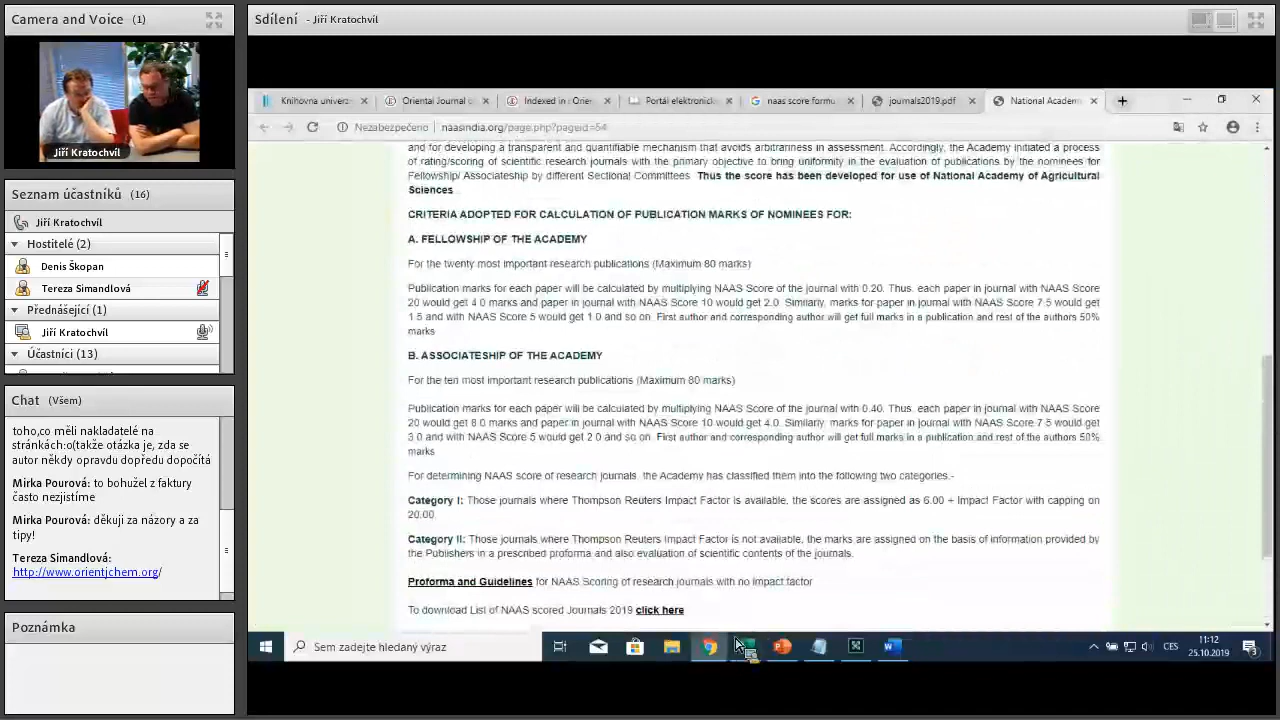 Camera and Voice (1)
Jiří Kratochvíl
Seznam účastníků (16)
Jiří Kratochvíl
Hostitelé (2)
Denis Škopan
Tereza Simandlová
Přednášející (1)
Jiří Kratochvíl
Účastníci (13)
Chat (Všem)
toho,co měli nakladatelé na
stránkách:o(takže otázka je, zda se
autor někdy opravdu dopředu dopočítá
Mirka Pourová: to bohužel z faktury
často nezjistíme
Mirka Pourová: děkuji za názory a za
tipy!
Tereza Simandlová:
http://www.orientjchem.org/
Poznámka
Sdílení - Jiří Kratochvíl
Knihovna univerz
Oriental Journal o
Indexed in : Orien
Portál elektronick
naas score formu
journals2019.pdf
National Academ
Nezabezpečeno naasindia.org/page.php?pageid=54
and for developing a transparent and quantifiable mechanism that avoids arbitrariness in assessment. Accordingly, the Academy initiated a process
of rating/scoring of scientific research journals with the primary objective to bring uniformity in the evaluation of publications by the nominees for
Fellowship/ Associateship by different Sectional Committees. Thus the score has been developed for use of National Academy of Agricultural
Sciences
CRITERIA ADOPTED FOR CALCULATION OF PUBLICATION MARKS OF NOMINEES FOR:
A. FELLOWSHIP OF THE ACADEMY
For the twenty most important research publications (Maximum 80 marks)
Publication marks for each paper will be calculated by multiplying NAAS Score of the journal with 0.20. Thus, each paper in journal with NAAS Score
20 would get 4.0 marks and paper in journal with NAAS Score 10 would get 2.0. Similarly, marks for paper in journal with NAAS Score 7.5 would get
1.5 and with NAAS Score 5 would get 1.0 and so on. First author and corresponding author will get full marks in a publication and rest of the authors 50%
marks
B. ASSOCIATESHIP OF THE ACADEMY
For the ten most important research publications (Maximum 80 marks)
Publication marks for each paper will be calculated by multiplying NAAS Score of the journal with 0.40. Thus, each paper in journal with NAAS Score
20 would get 8.0 marks and paper in journal with NAAS Score 10 would get 4.0. Similarly, marks for paper in journal with NAAS Score 7.5 would get
3.0 and with NAAS Score 5 would get 2.0 and so on. First author and corresponding author will get full marks in a publication and rest of the authors 50%
marks
For determining NAAS score of research journals, the Academy has classified them into the following two categories.-
Category I: Those journals where Thompson Reuters Impact Factor is available, the scores are assigned as 6.00 + Impact Factor with capping on
20.00.
Category II: Those journals where Thompson Reuters Impact Factor is not available, the marks are assigned on the basis of information provided by
the Publishers in a prescribed proforma and also evaluation of scientific contents of the journals.
Proforma and Guidelines for NAAS Scoring of research journals with no impact factor
To download List of NAAS scored Journals 2019 click here
Sem zadejte hledaný výraz
CES
11:12
25.10.2019